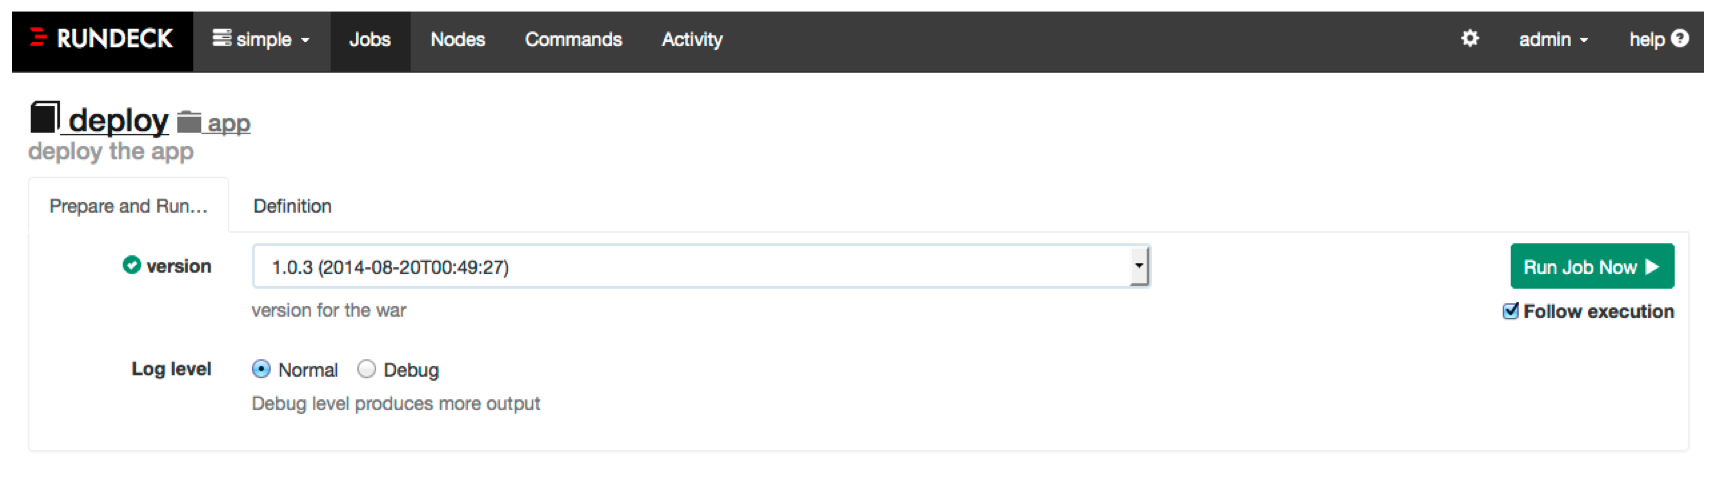 RUNDECK simple Jobs Nodes Commands Activity admin help
deploy app
deploy the app
Prepare and Run... Definition
version 1.0.3 (2014-08-20T00:49:27) Run Job Now
version for the war Follow execution
Log level Normal Debug
Debug level produces more output